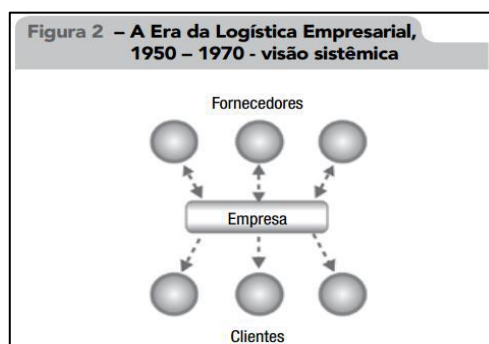 Figura 2 – A Era da Logística Empresarial,
1950 – 1970 - visão sistêmica
Fornecedores
Empresa
Clientes